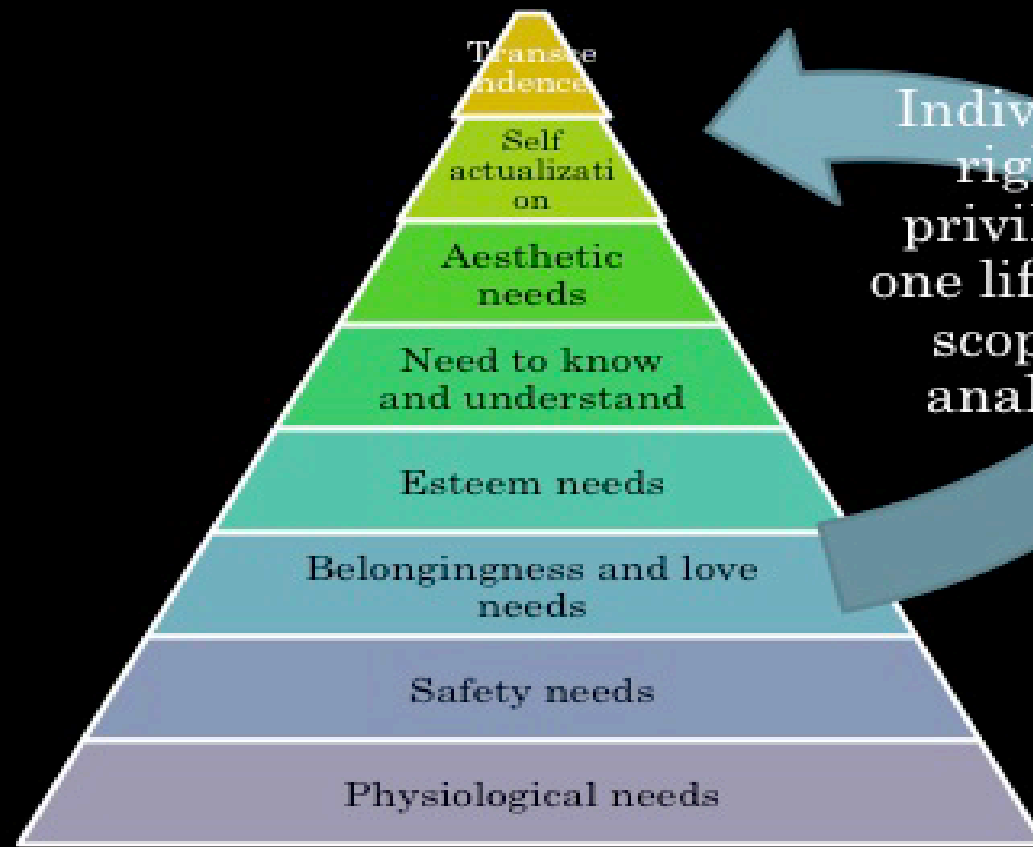 Transce
ndence
Self
actualizati
on
Aesthetic
needs
Need to know
and understand
Esteem needs
Belongingness and love
needs
Safety needs
Physiological needs
Indiv
rig
privil
one lif
scop
anal